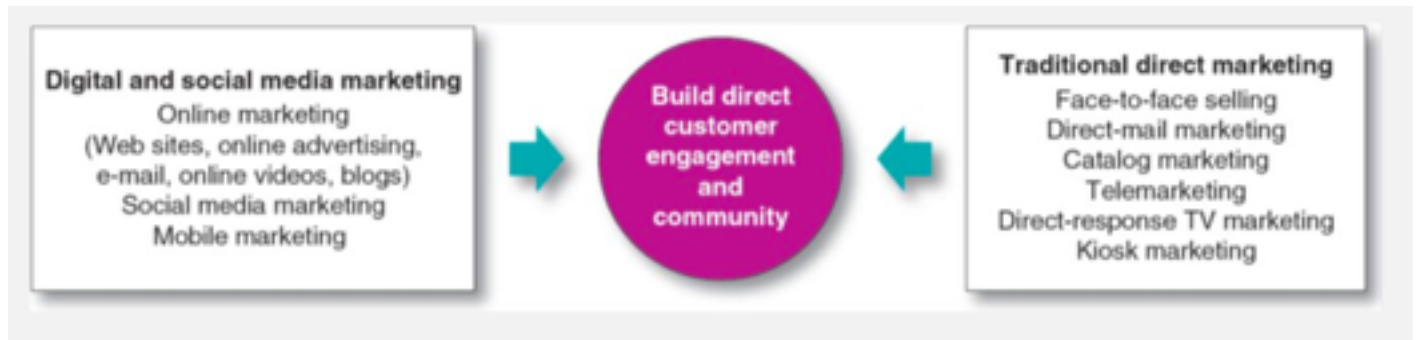 Digital and social media marketing
Online marketing
(Web sites, online advertising,
e-mail, online videos, blogs)
Social media marketing
Mobile marketing
Build direct
customer
engagement
and
community
Traditional direct marketing
Face-to-face selling
Direct-mail marketing
Catalog marketing
Telemarketing
Direct-response TV marketing
Kiosk marketing